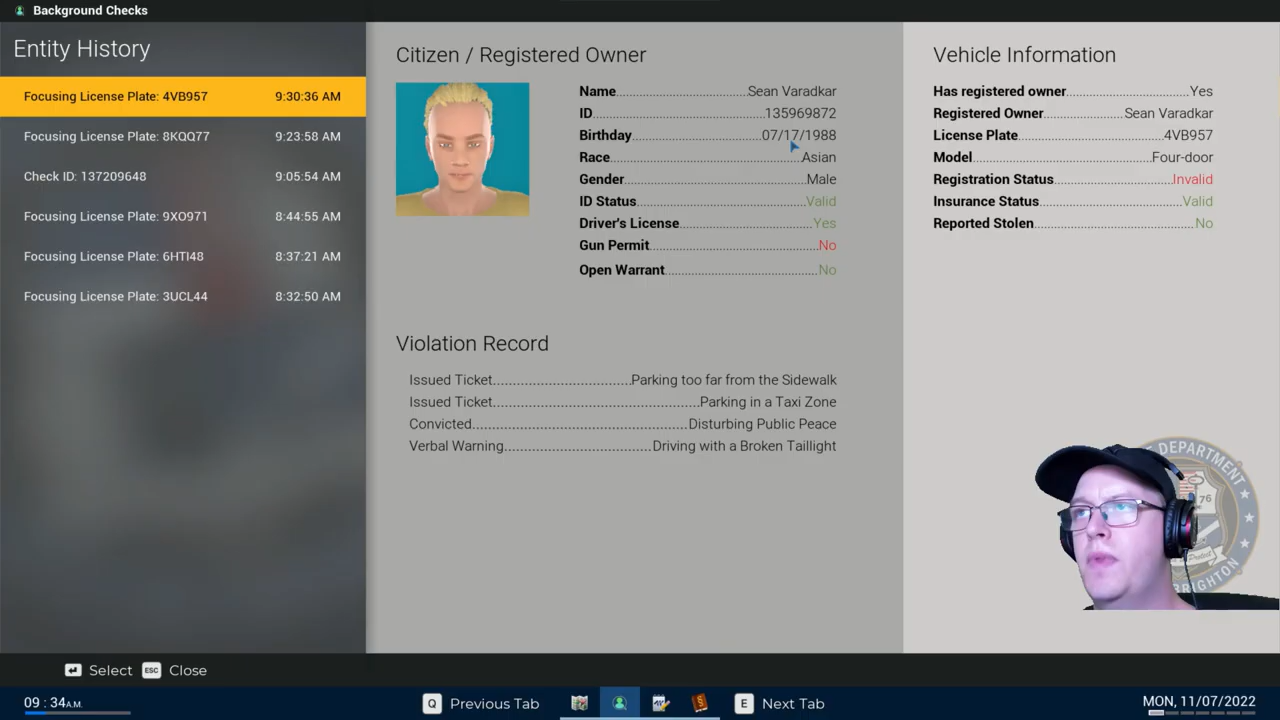 Background Checks
Entity History
Focusing License Plate: 4VB957 9:30:36 AM
Focusing License Plate: 8KQQ77 9:23:58 AM
Check ID: 137209648 9:05:54 AM
Focusing License Plate: 9XO971 8:44:55 AM
Focusing License Plate: 6HTI48 8:37:21 AM
Focusing License Plate: 3UCL44 8:32:50 AM
Citizen / Registered Owner
Name Sean Varadkar
ID 135969872
Birthday 07/17/1988
Race Asian
Gender Male
ID Status Valid
Driver's License Yes
Gun Permit No
Open Warrant No
Violation Record
Issued Ticket Parking too far from the Sidewalk
Issued Ticket Parking in a Taxi Zone
Convicted Disturbing Public Peace
Verbal Warning Driving with a Broken Taillight
Vehicle Information
Has registered owner Yes
Registered Owner Sean Varadkar
License Plate 4VB957
Model Four-door
Registration Status Invalid
Insurance Status Valid
Reported Stolen No
DEPARTMENT
76
BRIGHTON
Select ESC Close
09 : 34 A.M.
Q Previous Tab E Next Tab
MON, 11/07/2022